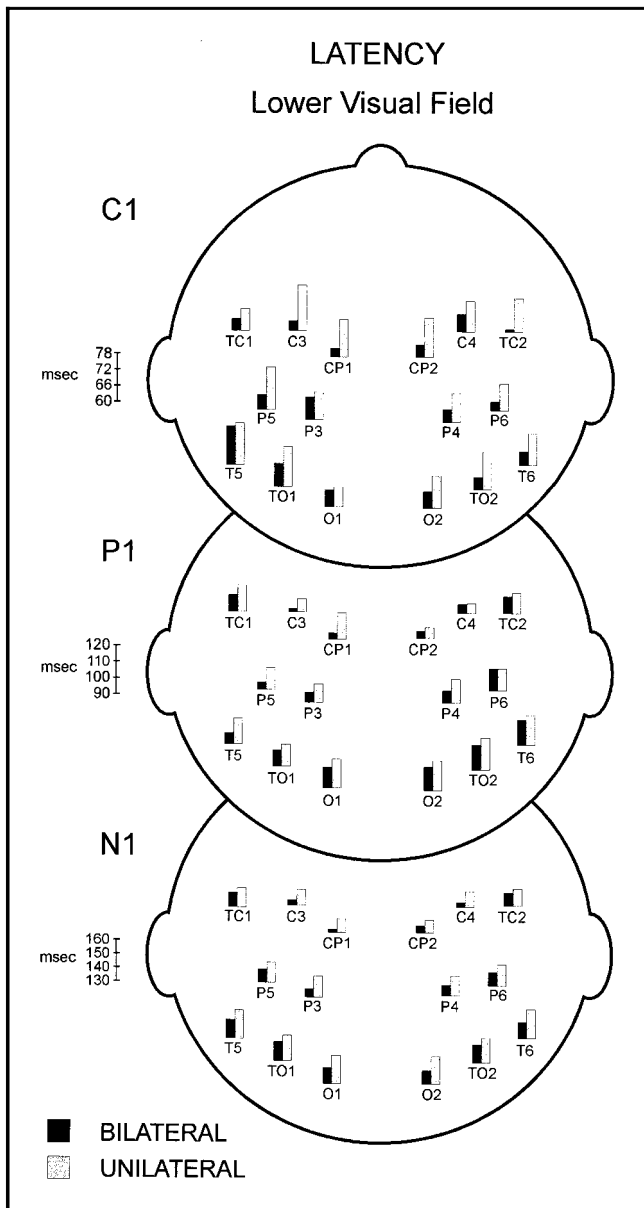 LATENCY
Lower Visual Field
C1
TC1 C3 C4 TC2
CP1 CP2
msec
78
72
66
60
P5 P3 P4 P6
T5 TO1 TO2 T6
O1 O2
P1
TC1 C3 C4 TC2
CP1 CP2
msec
120
110
100
90
P5 P3 P4 P6
T5 TO1 TO2 T6
O1 O2
N1
TC1 C3 C4 TC2
CP1 CP2
msec
160
150
140
130
P5 P3 P4 P6
T5 TO1 TO2 T6
O1 O2
BILATERAL
UNILATERAL